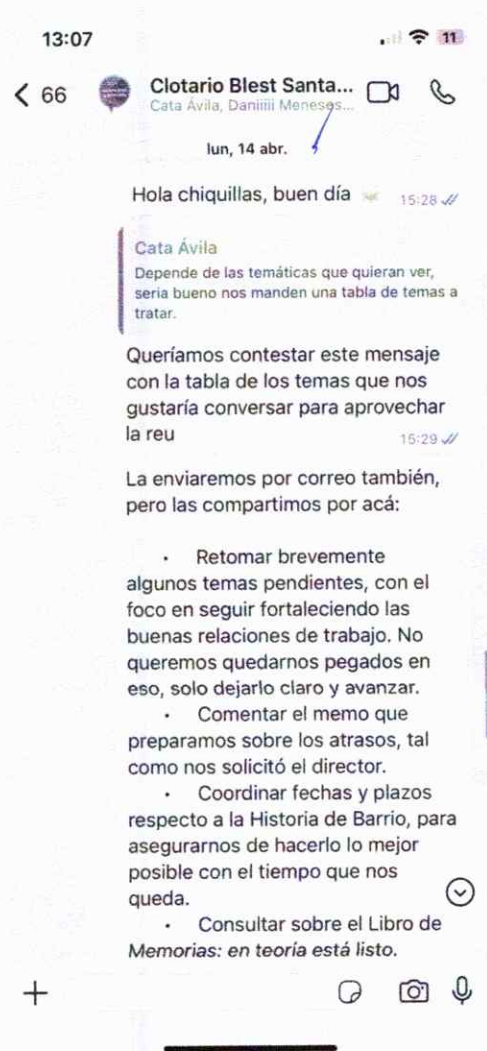 13:07
11
66
Clotario Blest Santa...
Cata Ávila, Daniiiii Meneses...
lun, 14 abr.
Hola chiquillas, buen día
15:28
Cata Ávila
Depende de las temáticas que quieran ver,
seria bueno nos manden una tabla de temas a
tratar.
Queríamos contestar este mensaje
con la tabla de los temas que nos
gustaría conversar para aprovechar
la reu
15:29
La enviaremos por correo también,
pero las compartimos por acá:
• Retomar brevemente
algunos temas pendientes, con el
foco en seguir fortaleciendo las
buenas relaciones de trabajo. No
queremos quedarnos pegados en
eso, solo dejarlo claro y avanzar.
• Comentar el memo que
preparamos sobre los atrasos, tal
como nos solicitó el director.
• Coordinar fechas y plazos
respecto a la Historia de Barrio, para
asegurarnos de hacerlo lo mejor
posible con el tiempo que nos
queda.
• Consultar sobre el Libro de
Memorias: en teoría está listo.